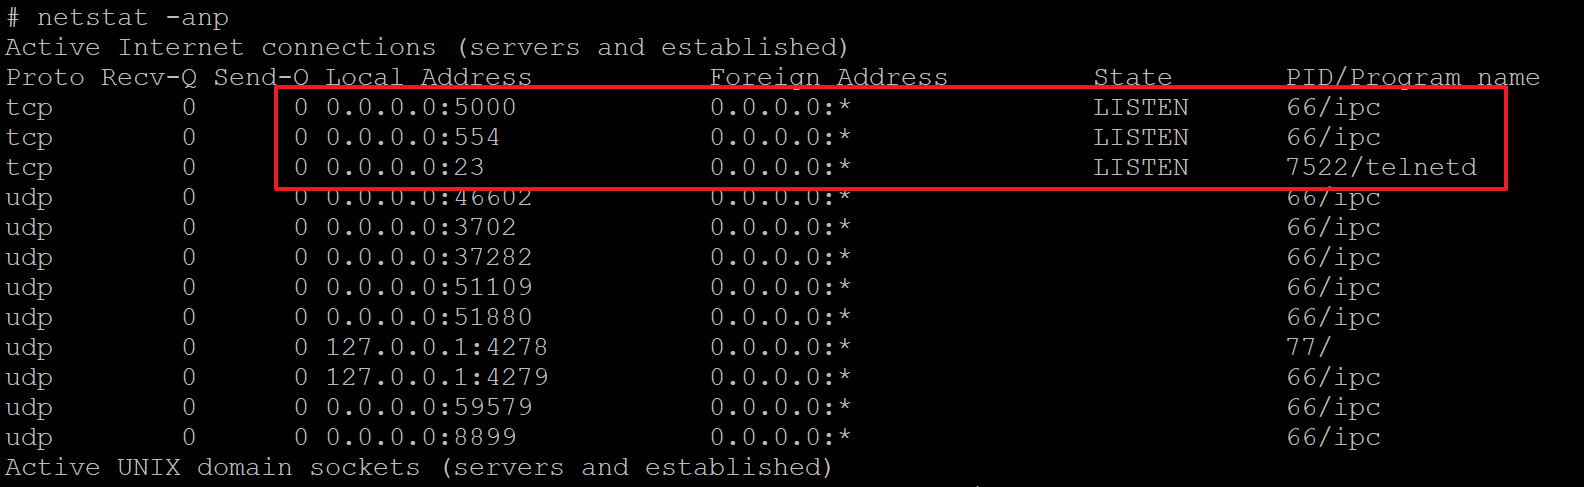 # netstat -anp
Active Internet connections (servers and established)
Proto Recv-Q Send-Q Local Address Foreign Address State PID/Program name
tcp 0 0 0.0.0.0:5000 0.0.0.0:* LISTEN 66/ipc
tcp 0 0 0.0.0.0:554 0.0.0.0:* LISTEN 66/ipc
tcp 0 0 0.0.0.0:23 0.0.0.0:* LISTEN 7522/telnetd
udp 0 0 0.0.0.0:46602 0.0.0.0:* 66/ipc
udp 0 0 0.0.0.0:3702 0.0.0.0:* 66/ipc
udp 0 0 0.0.0.0:37282 0.0.0.0:* 66/ipc
udp 0 0 0.0.0.0:51109 0.0.0.0:* 66/ipc
udp 0 0 0.0.0.0:51880 0.0.0.0:* 66/ipc
udp 0 0 127.0.0.1:4278 0.0.0.0:* 77/
udp 0 0 127.0.0.1:4279 0.0.0.0:* 66/ipc
udp 0 0 0.0.0.0:59579 0.0.0.0:* 66/ipc
udp 0 0 0.0.0.0:8899 0.0.0.0:* 66/ipc
Active UNIX domain sockets (servers and established)